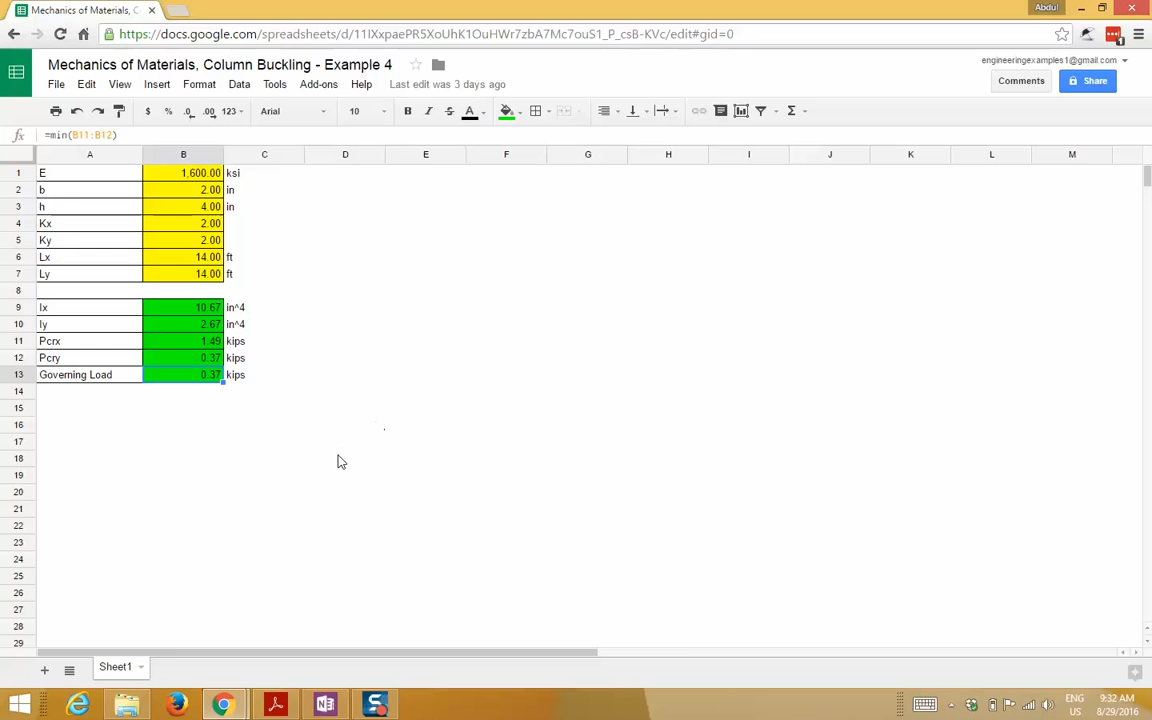 Mechanics of Materials, C
Abdul
https://docs.google.com/spreadsheets/d/11IXxpaePR5XoUhK1OuHWr7zbA7Mc7ouS1_P_csB-KVc/edit#gid=0
Mechanics of Materials, Column Buckling - Example 4
engineeringexamples1@gmail.com
File Edit View Insert Format Data Tools Add-ons Help Last edit was 3 days ago
Comments Share
$ % .0 .00 123 Arial 10 B I S A Σ
fx =min(B11:B12)
A B C D E F G H I J K L M
1 E 1,600.00 ksi
2 b 2.00 in
3 h 4.00 in
4 Kx 2.00
5 Ky 2.00
6 Lx 14.00 ft
7 Ly 14.00 ft
8
9 Ix 10.67 in^4
10 Iy 2.67 in^4
11 Pcrx 1.49 kips
12 Pcry 0.37 kips
13 Governing Load 0.37 kips
14
15
16
17
18
19
20
21
22
23
24
25
26
27
28
29
+ Sheet1
ENG 9:32 AM
US 8/29/2016